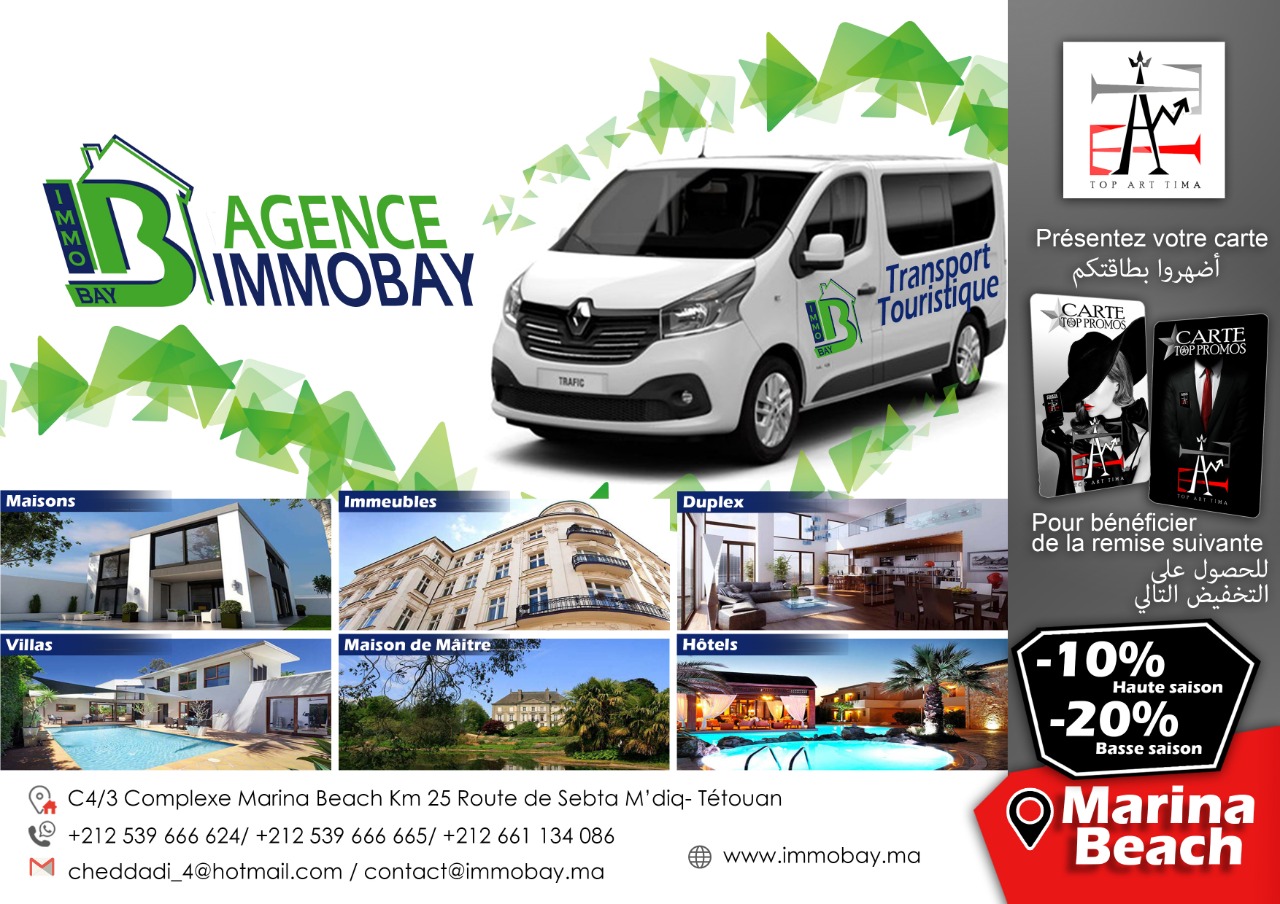 IMMO
BAY
AGENCE
IMMOBAY
Transport
Touristique
IMMO
BAY
TRAFIC
Maisons
Immeubles
Duplex
Villas
Maison de Mâitre
Hôtels
C4/3 Complexe Marina Beach Km 25 Route de Sebta M’diq- Tétouan
+212 539 666 624/ +212 539 666 665/ +212 661 134 086
cheddadi_4@hotmail.com / contact@immobay.ma
www.immobay.ma
TOP ART TIMA
Présentez votre carte
أضهروا بطاقتكم
CARTE
TOP PROMOS
TOP ART TIMA
CARTE
TOP PROMOS
TOP ART TIMA
Pour bénéficier
de la remise suivante
للحصول على
التخفيض التالي
-10%
Haute saison
-20%
Basse saison
Marina
Beach